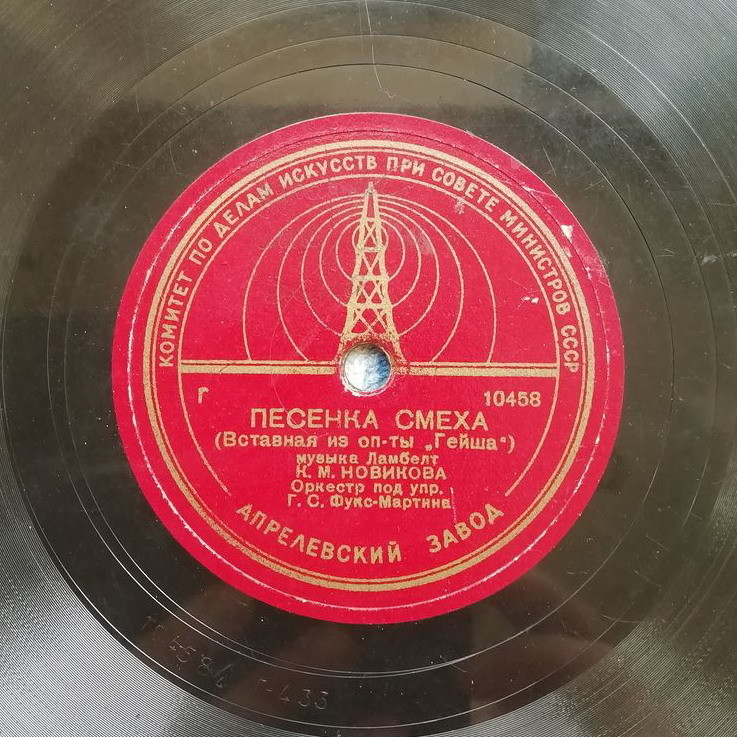 КОМИТЕТ ПО ДЕЛАМ ИСКУССТВ ПРИ СОВЕТЕ МИНИСТРОВ СССР
Г 10458
ПЕСЕНКА СМЕХА
(Вставная из оп-ты „Гейша“)
музыка Ламбелт
К. М. НОВИКОВА
Оркестр под упр.
Г. С. Фукс-Мартина
АПРЕЛЕВСКИЙ ЗАВОД